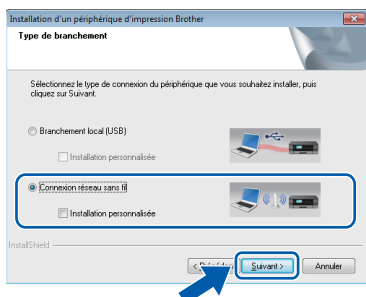 Installation d'un périphérique d'impression Brother
Type de branchement
Sélectionnez le type de connexion du périphérique que vous souhaitez installer, puis
cliquez sur Suivant.
Branchement local (USB)
Installation personnalisée
Connexion réseau sans fil
Installation personnalisée
InstallShield
Suivant >
Annuler